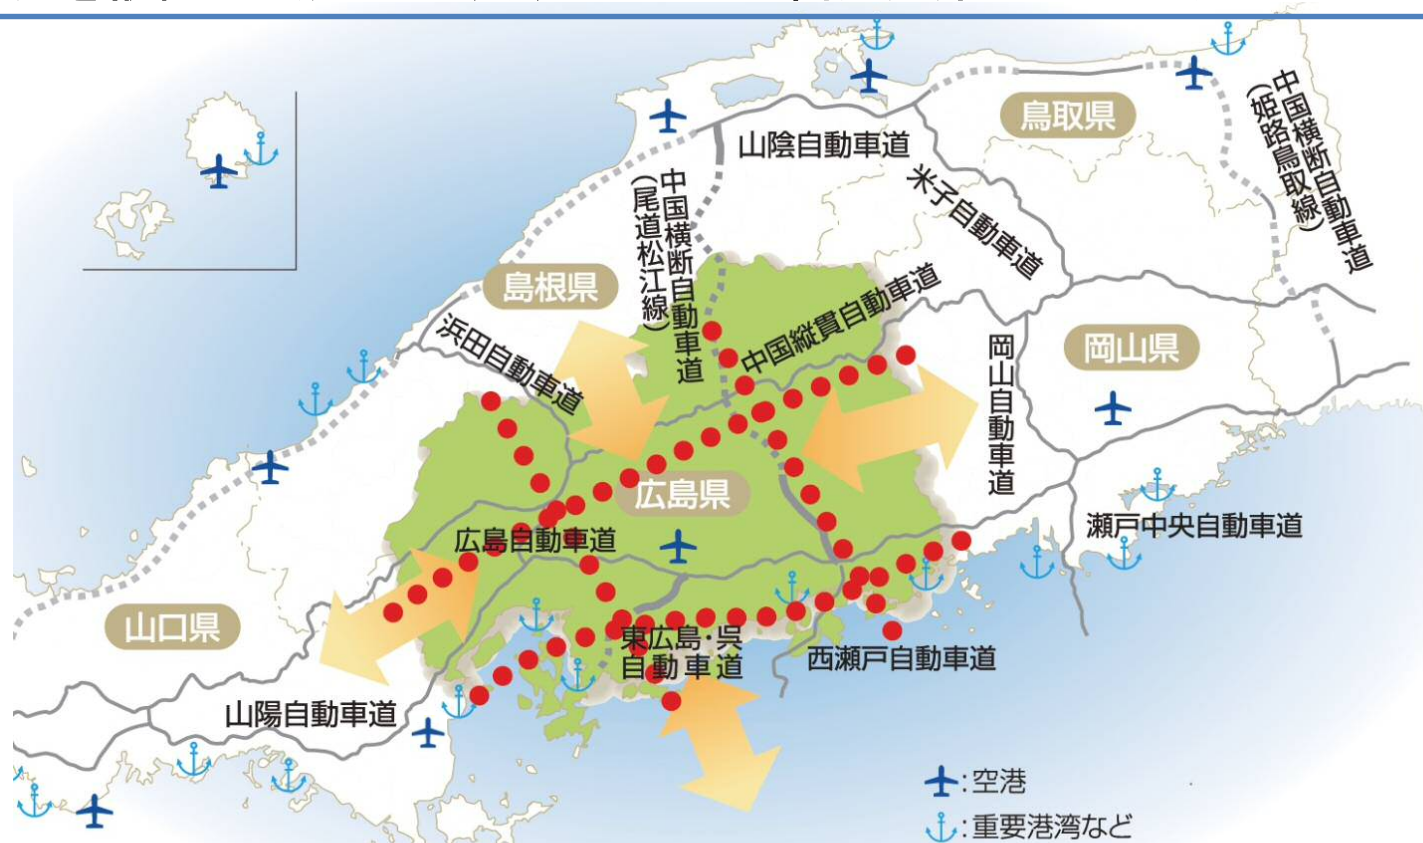 鳥取県
中国横断自動車道
(姫路鳥取線)
山陰自動車道
米子自動車道
中国横断自動車道
(尾道松江線)
島根県
中国縦貫自動車道
浜田自動車道
岡山自動車道
岡山県
広島県
広島自動車道
瀬戸中央自動車道
山口県
東広島・呉
自動車道
西瀬戸自動車道
山陽自動車道
:空港
:重要港湾など